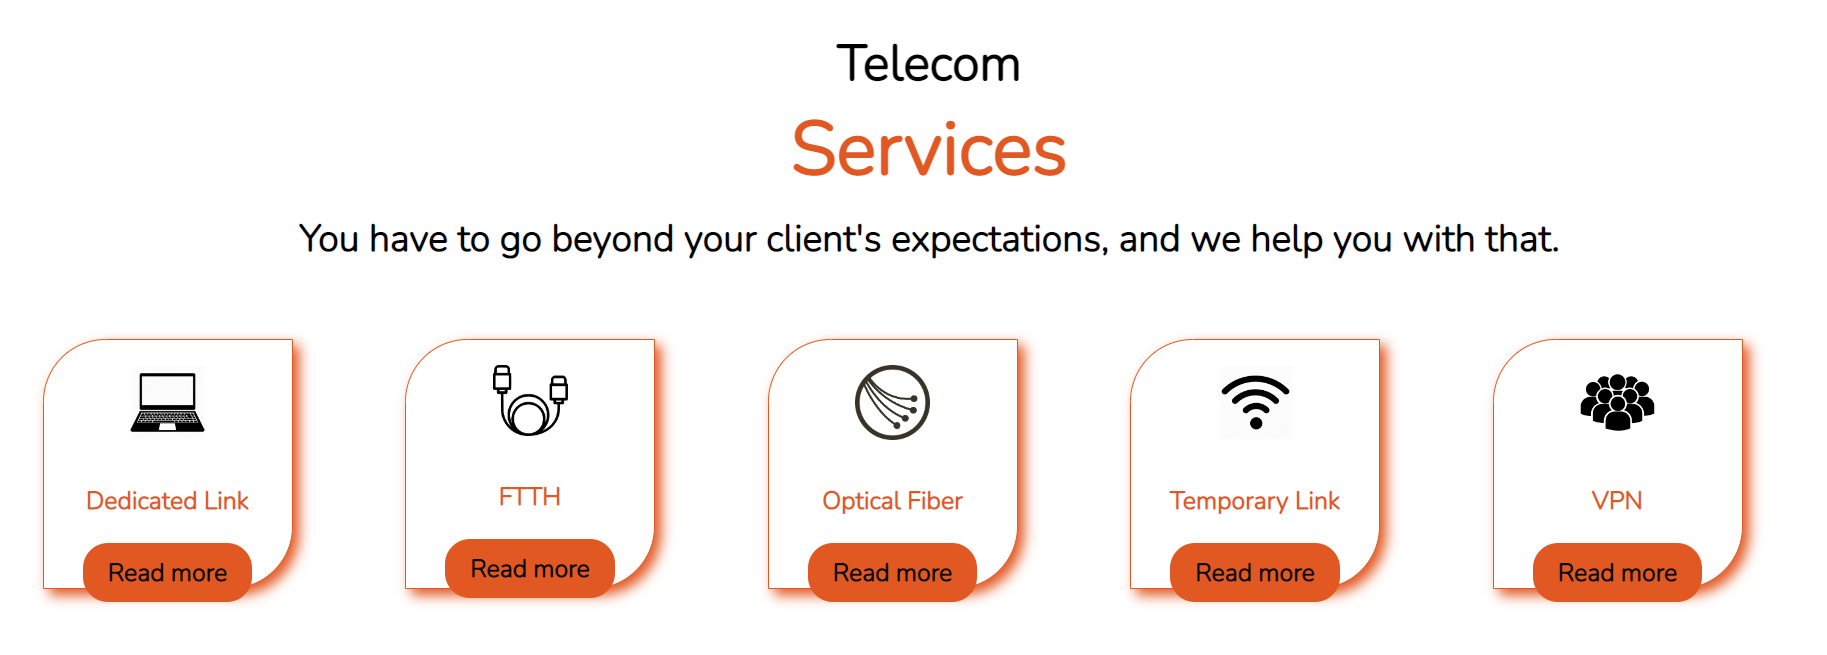 Telecom
Services
You have to go beyond your client's expectations, and we help you with that.
Dedicated Link
Read more
FTTH
Read more
Optical Fiber
Read more
Temporary Link
Read more
VPN
Read more